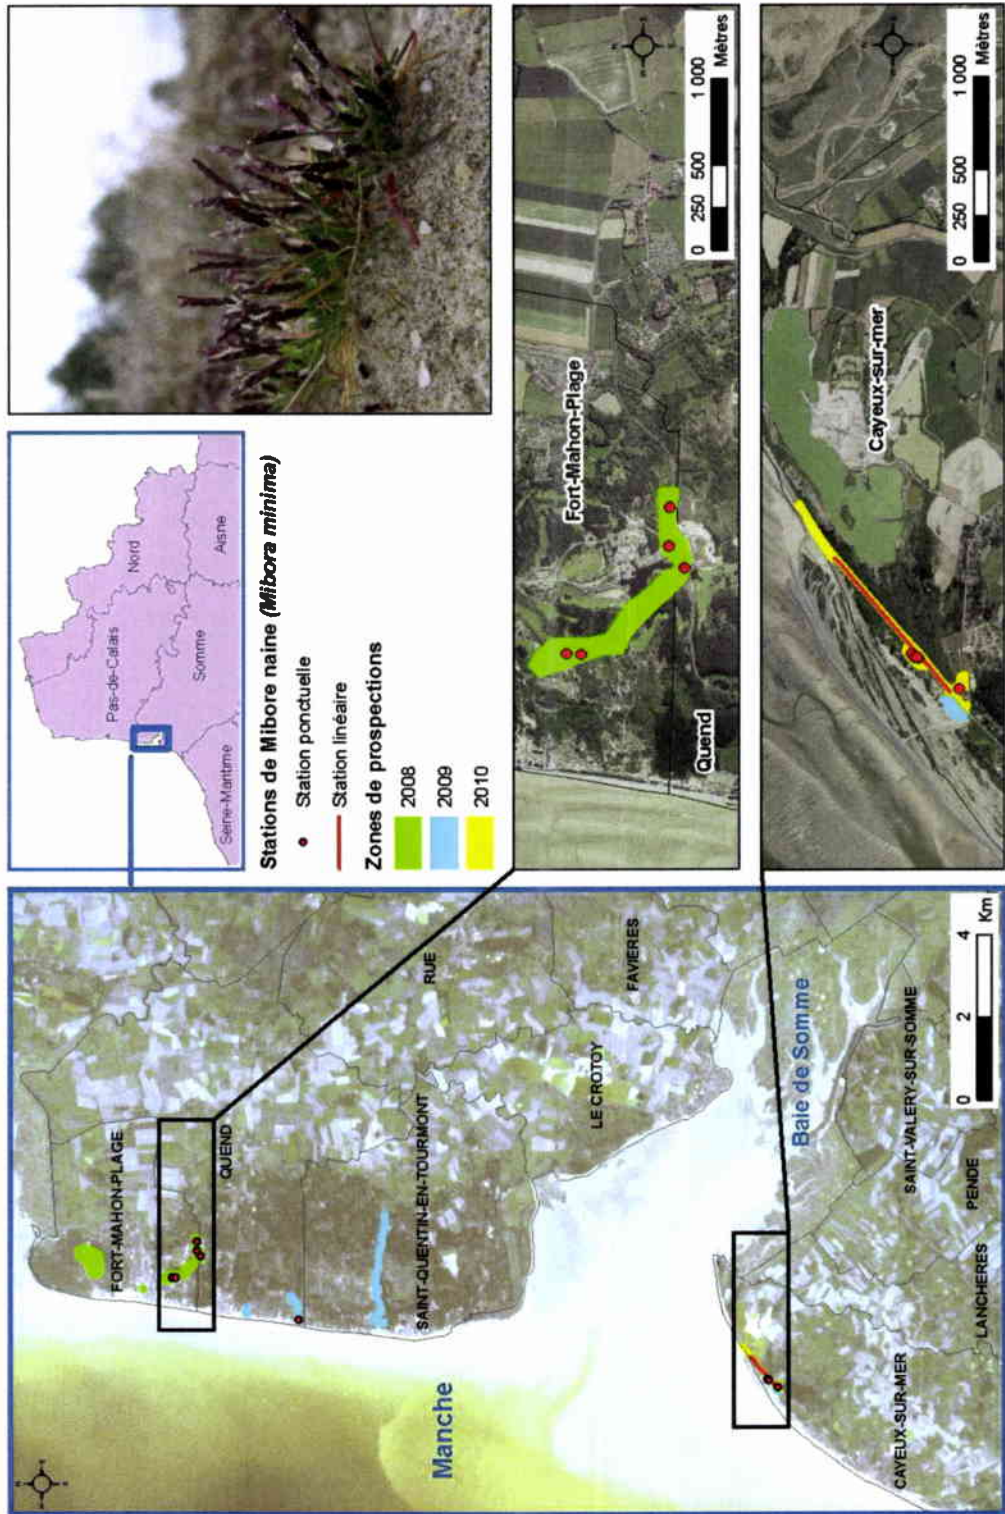 FORT-MAHON-PLAGE
QUEND
RUE
SAINT-QUENTIN-EN-TOURMONT
FAVIERES
LE CROTOY
Manche
Baie de Somme
CAYEUX-SUR-MER
SAINT-VALERY-SUR-SOMME
LANCHERES
PENDE
0 2 4
Km
Nord
Pas-de-Calais
Somme
Aisne
Seine-Maritime
Stations de Mibore naine (Mibora minima)
Station ponctuelle
Station linéaire
Zones de prospections
2008
2009
2010
Fort-Mahon-Plage
Quend
0 250 500 1 000
Mètres
Cayeux-sur-mer
0 250 500 1 000
Mètres